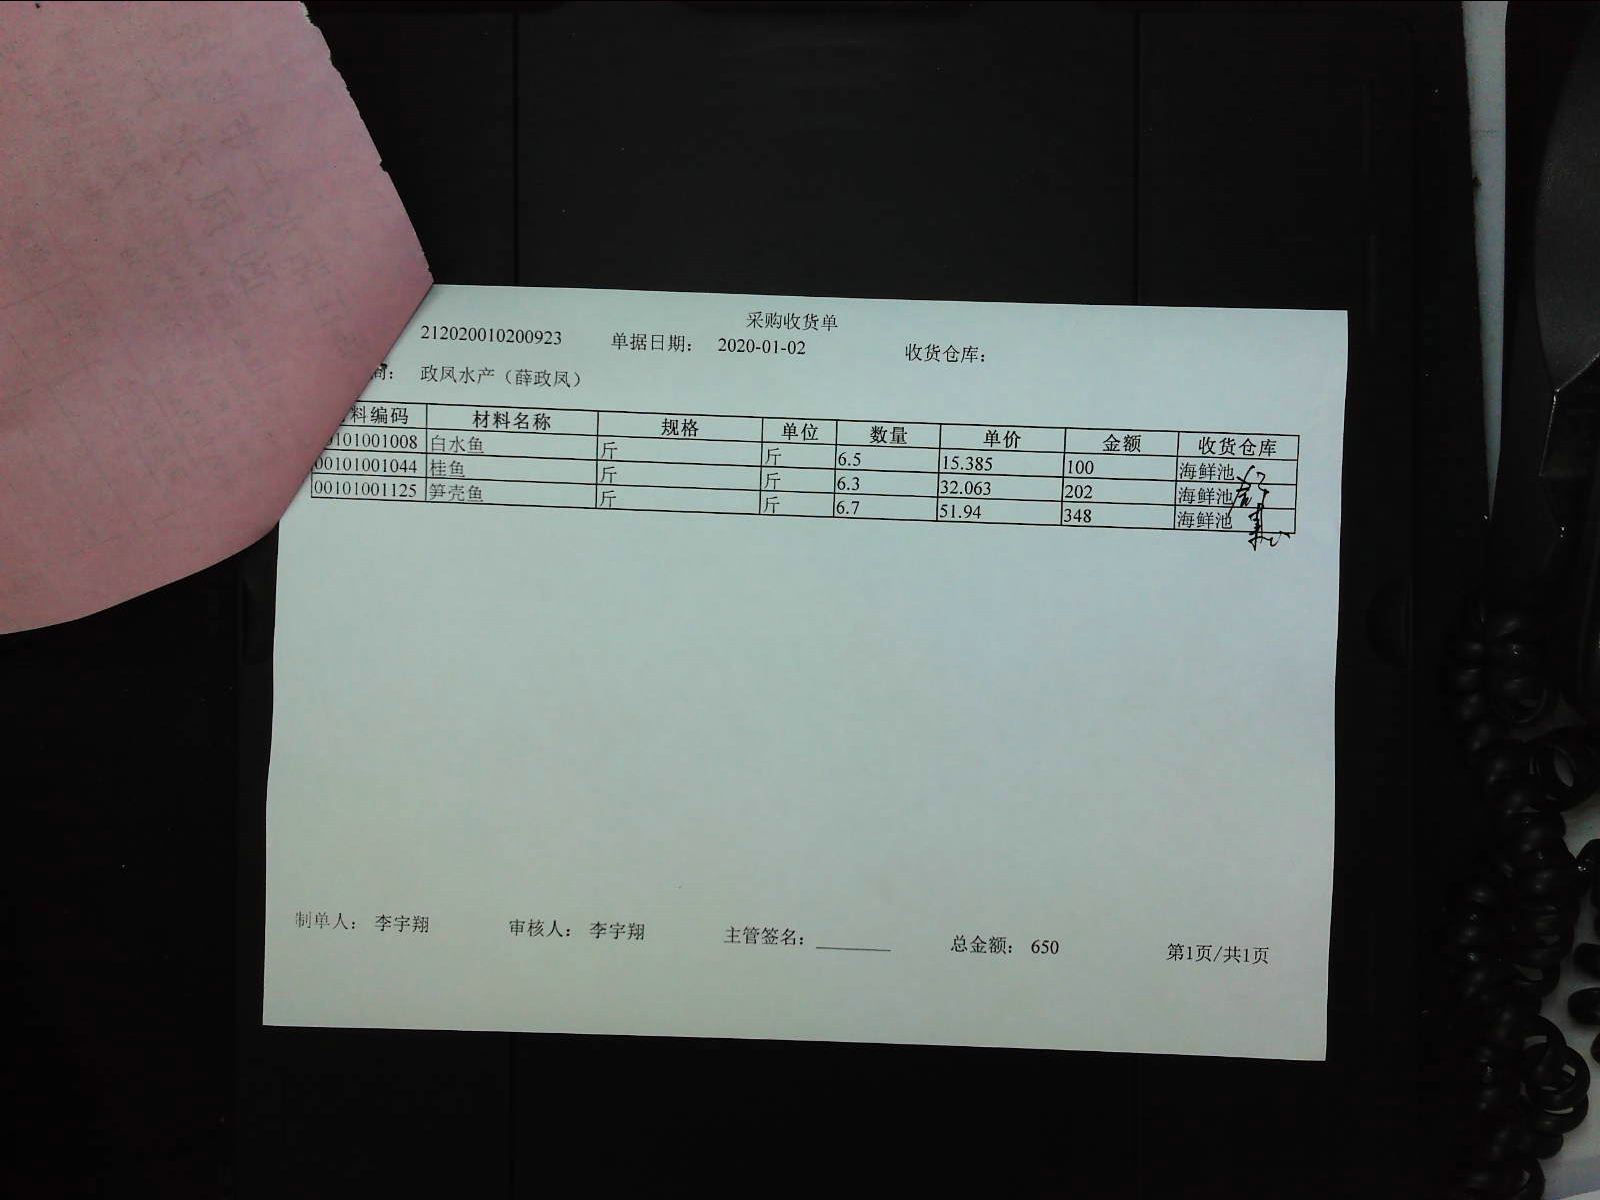 采购收货单
212020010200923 单据日期： 2020-01-02 收货仓库：
商： 政凤水产（薛政凤）
料编码 材料名称 规格 单位 数量 单价 金额 收货仓库
0101001008 白水鱼 斤 斤 6.5 15.385 100 海鲜池
00101001044 桂鱼 斤 斤 6.3 32.063 202 海鲜池
00101001125 笋壳鱼 斤 斤 6.7 51.94 348 海鲜池
制单人： 李宇翔 审核人： 李宇翔 主管签名： 总金额： 650 第1页/共1页